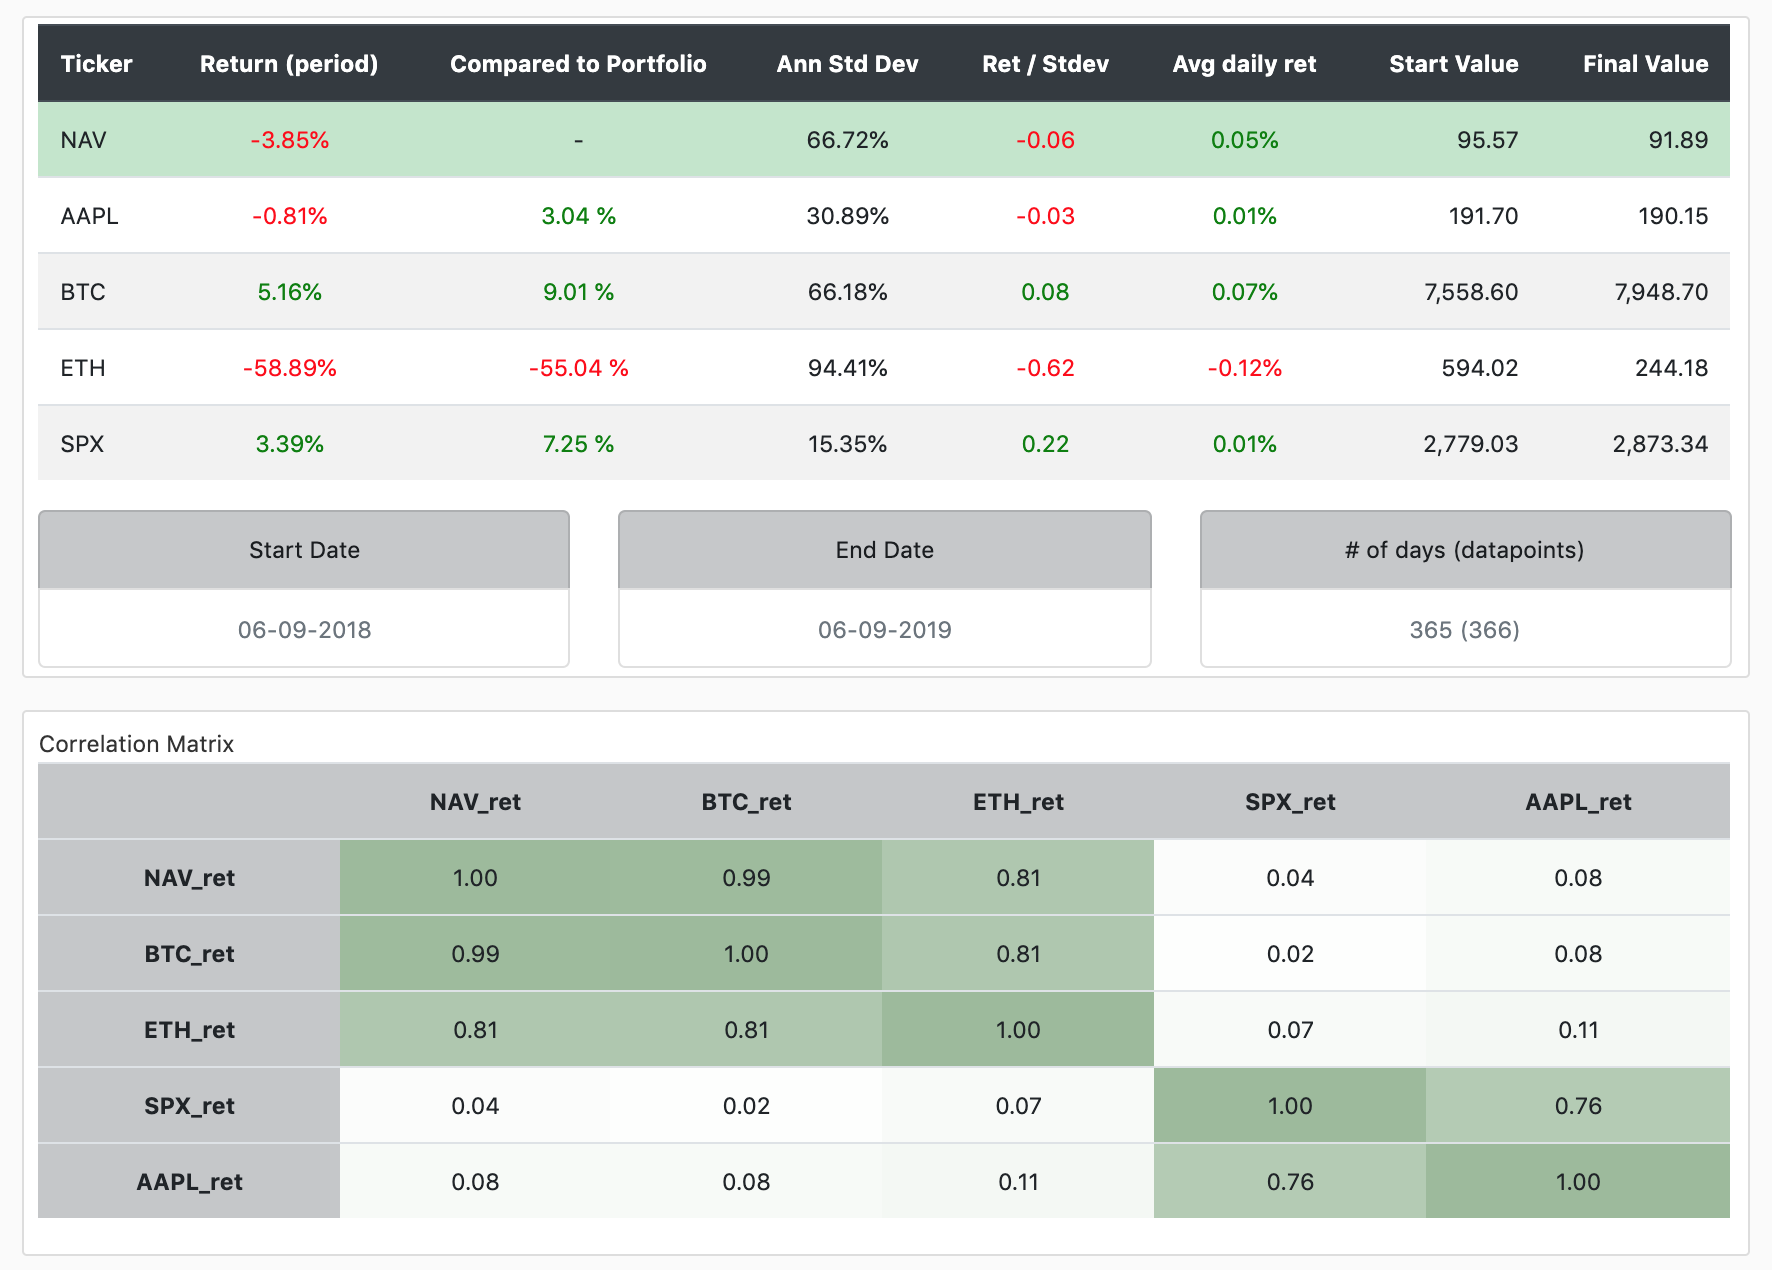 Ticker Return (period) Compared to Portfolio Ann Std Dev Ret / Stdev Avg daily ret Start Value Final Value
NAV -3.85% - 66.72% -0.06 0.05% 95.57 91.89
AAPL -0.81% 3.04 % 30.89% -0.03 0.01% 191.70 190.15
BTC 5.16% 9.01 % 66.18% 0.08 0.07% 7,558.60 7,948.70
ETH -58.89% -55.04 % 94.41% -0.62 -0.12% 594.02 244.18
SPX 3.39% 7.25 % 15.35% 0.22 0.01% 2,779.03 2,873.34
Start Date End Date # of days (datapoints)
06-09-2018 06-09-2019 365 (366)
Correlation Matrix
NAV_ret BTC_ret ETH_ret SPX_ret AAPL_ret
NAV_ret 1.00 0.99 0.81 0.04 0.08
BTC_ret 0.99 1.00 0.81 0.02 0.08
ETH_ret 0.81 0.81 1.00 0.07 0.11
SPX_ret 0.04 0.02 0.07 1.00 0.76
AAPL_ret 0.08 0.08 0.11 0.76 1.00